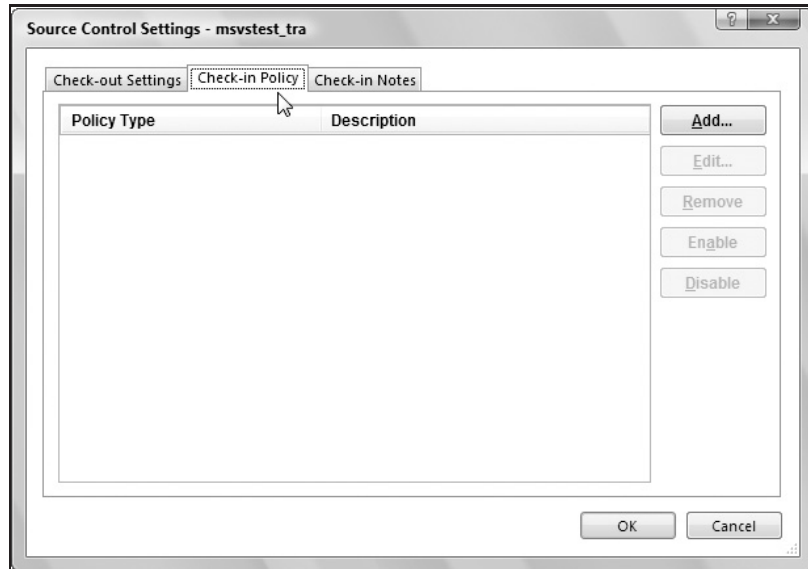 Source Control Settings - msvstest_tra
?
Check-out Settings Check-in Policy Check-in Notes
Policy Type Description
Add...
Edit...
Remove
Enable
Disable
OK Cancel